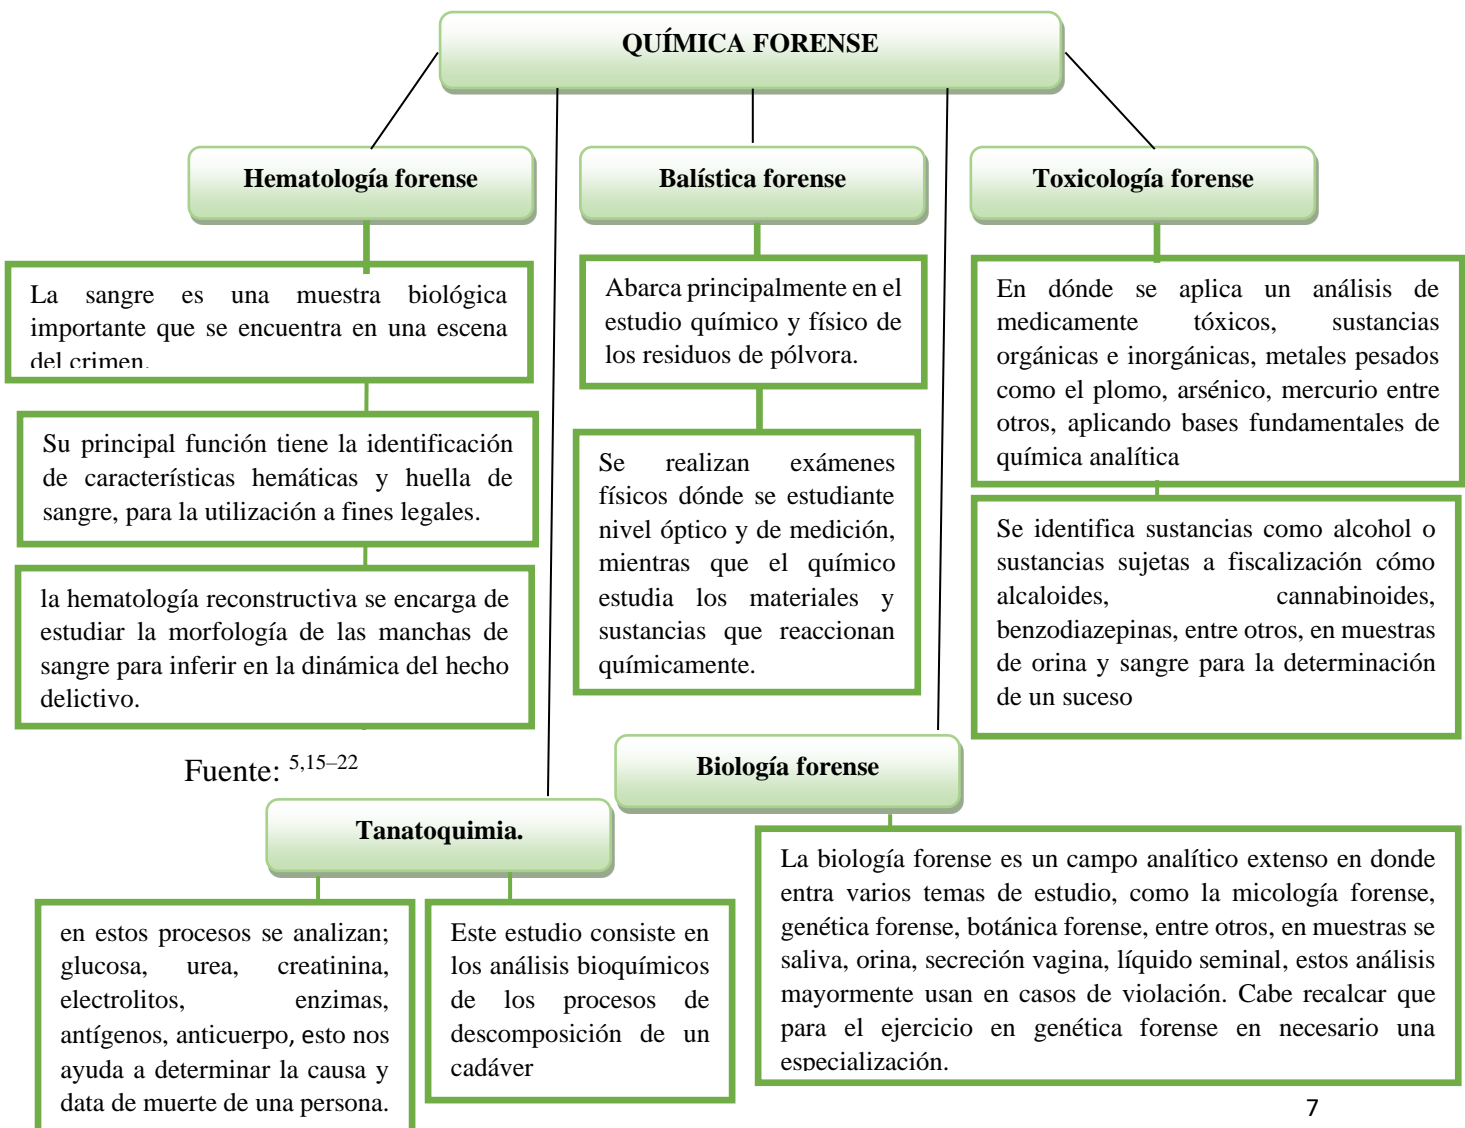 QUÍMICA FORENSE
Hematología forense
La sangre es una muestra biológica
importante que se encuentra en una escena
del crimen.
Su principal función tiene la identificación
de características hemáticas y huella de
sangre, para la utilización a fines legales.
la hematología reconstructiva se encarga de
estudiar la morfología de las manchas de
sangre para inferir en la dinámica del hecho
delictivo.
Balística forense
Abarca principalmente en el
estudio químico y físico de
los residuos de pólvora.
Se realizan exámenes
físicos dónde se estudiante
nivel óptico y de medición,
mientras que el químico
estudia los materiales y
sustancias que reaccionan
químicamente.
Toxicología forense
En dónde se aplica un análisis de
medicamente tóxicos, sustancias
orgánicas e inorgánicas, metales pesados
como el plomo, arsénico, mercurio entre
otros, aplicando bases fundamentales de
química analítica
Se identifica sustancias como alcohol o
sustancias sujetas a fiscalización cómo
alcaloides, cannabinoides,
benzodiazepinas, entre otros, en muestras
de orina y sangre para la determinación
de un suceso
Fuente: 5,15–22
Tanatoquimia.
en estos procesos se analizan;
glucosa, urea, creatinina,
electrolitos, enzimas,
antígenos, anticuerpo, esto nos
ayuda a determinar la causa y
data de muerte de una persona.
Este estudio consiste en
los análisis bioquímicos
de los procesos de
descomposición de un
cadáver
Biología forense
La biología forense es un campo analítico extenso en donde
entra varios temas de estudio, como la micología forense,
genética forense, botánica forense, entre otros, en muestras se
saliva, orina, secreción vagina, líquido seminal, estos análisis
mayormente usan en casos de violación. Cabe recalcar que
para el ejercicio en genética forense en necesario una
especialización.
7